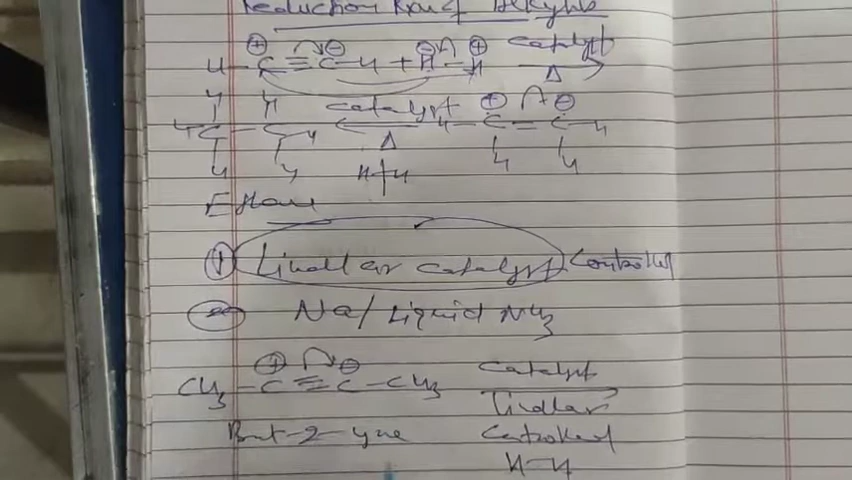 Reduction Rxn of Alkynes
H-C≡C-H + H-H catalyst
⊕ ⊖ ⊖ ⊕ Δ
H H catalyst ⊕ ⊖
H-C-C-H ← H-C=C-H
H H Δ H H
H+H
Ethane
① Lindlar catalyst Controlled
② Na/Liquid NH3
⊕ ⊖ catalyst
CH3-C≡C-CH3 Lindlar
But-2-yne Controlled
H-H